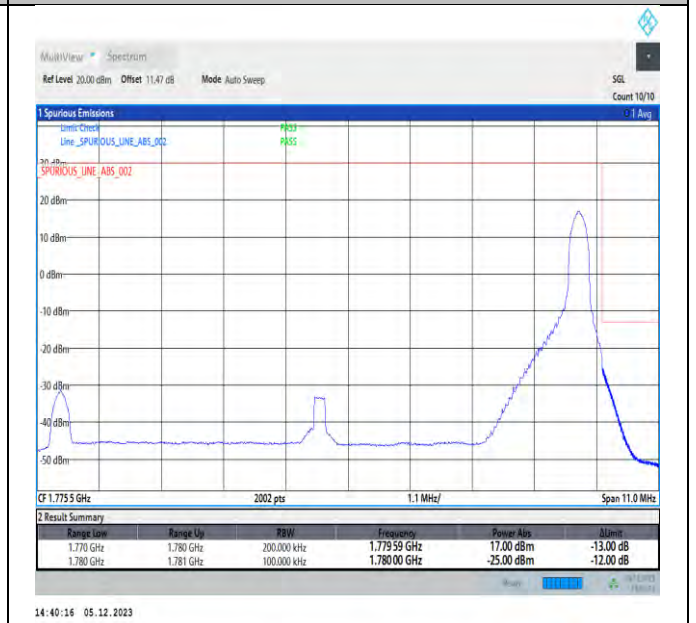 MultiView Spectrum
Ref Level 20.00 dBm Offset 11.47 dB Mode Auto Sweep SGL
Count 10/10
1 Spurious Emissions 1 Avg
Limit Check PASS
Line _SPURIOUS_LINE_ABS_002 PASS
30 dBm
_SPURIOUS_LINE_ABS_002
20 dBm
10 dBm
0 dBm
-10 dBm
-20 dBm
-30 dBm
-40 dBm
-50 dBm
CF 1.775 5 GHz 2002 pts 1.1 MHz/ Span 11.0 MHz
2 Result Summary
Range Low Range Up RBW Frequency Power Abs ΔLimit
1.770 GHz 1.780 GHz 200.000 kHz 1.779 59 GHz 17.00 dBm -13.00 dB
1.780 GHz 1.781 GHz 100.000 kHz 1.780 00 GHz -25.00 dBm -12.00 dB
14:40:16 05.12.2023